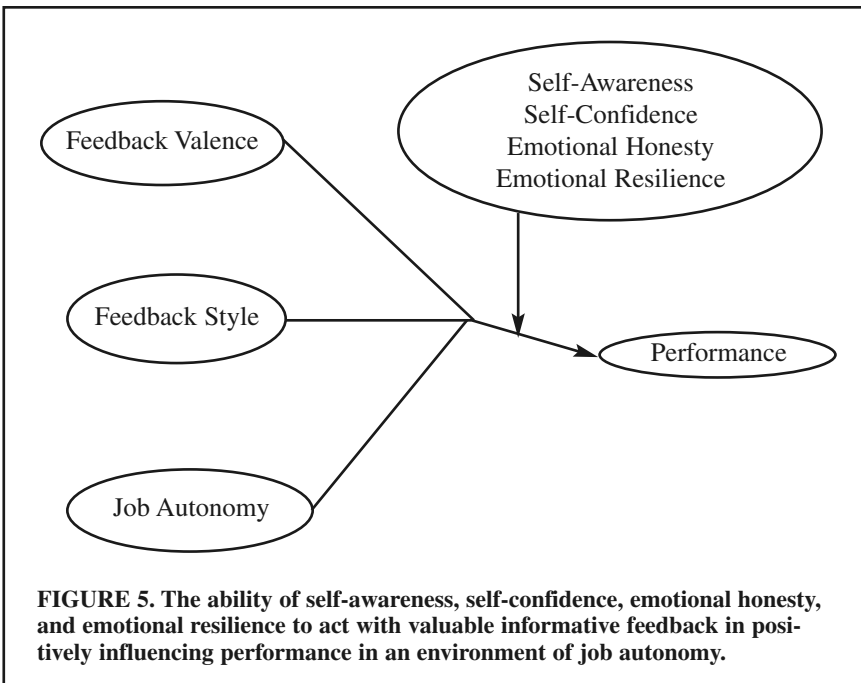 Self-Awareness
Self-Confidence
Emotional Honesty
Emotional Resilience
Feedback Valence
Feedback Style
Performance
Job Autonomy
FIGURE 5. The ability of self-awareness, self-confidence, emotional honesty,
and emotional resilience to act with valuable informative feedback in posi-
tively influencing performance in an environment of job autonomy.